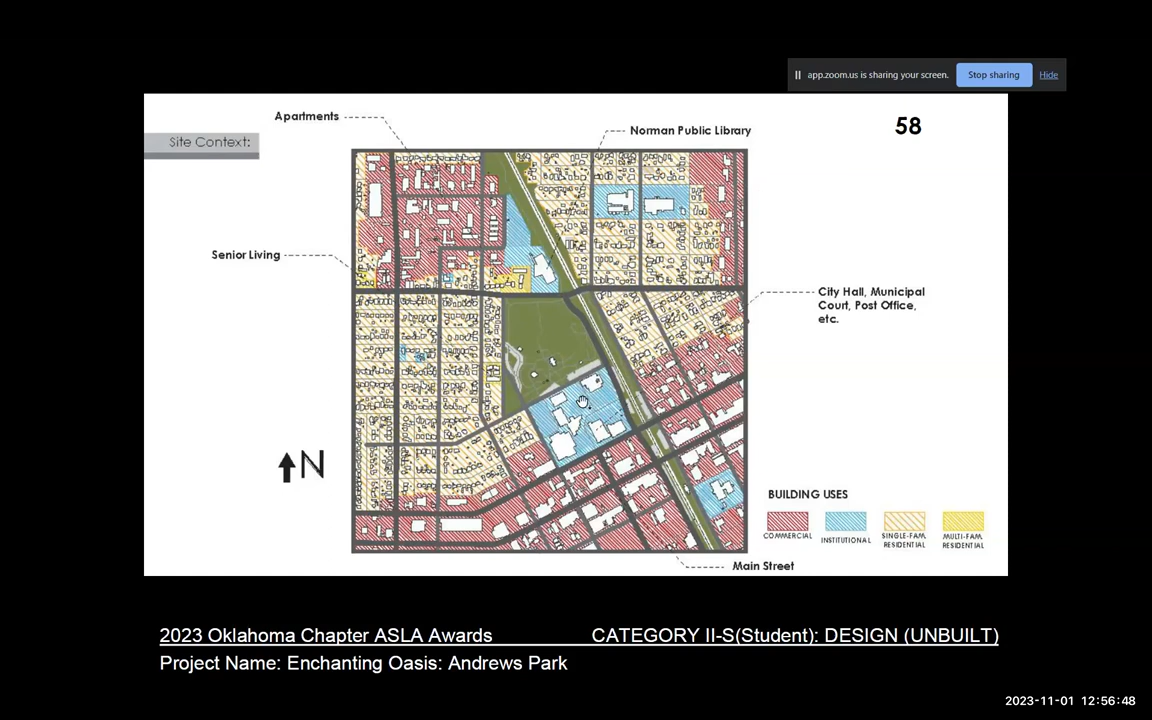 app.zoom.us is sharing your screen.
Stop sharing
Hide
Apartments
Norman Public Library
58
Site Context:
Senior Living
City Hall, Municipal
Court, Post Office,
etc.
N
BUILDING USES
COMMERCIAL
INSTITUTIONAL
SINGLE-FAM.
RESIDENTIAL
MULTI-FAM.
RESIDENTIAL
Main Street
2023 Oklahoma Chapter ASLA Awards
CATEGORY II-S(Student): DESIGN (UNBUILT)
Project Name: Enchanting Oasis: Andrews Park
2023-11-01 12:56:48